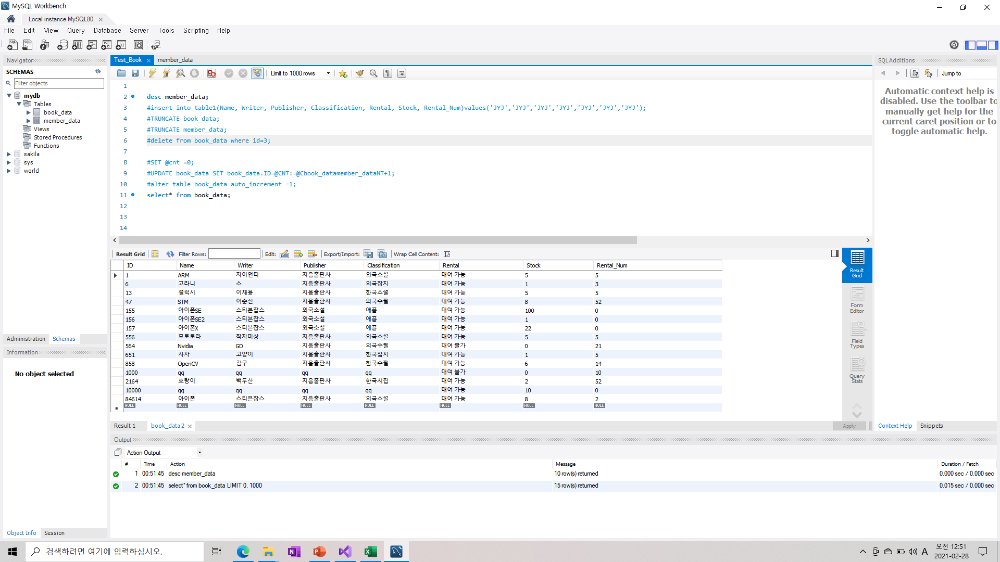 MySQL Workbench
Local instance MySQL80
File Edit View Query Database Server Tools Scripting Help
Navigator
SCHEMAS
Filter objects
mydb
Tables
book_data
member_data
Views
Stored Procedures
Functions
sakila
sys
world
Administration Schemas
Information
No object selected
Object Info Session
Test_Book member_data
Limit to 1000 rows
1
2 desc member_data;
3 #insert into table1(Name, Writer, Publisher, Classification, Rental, Stock, Rental_Num)values('JYJ','JYJ','JYJ','JYJ','JYJ','JYJ','JYJ');
4 #TRUNCATE book_data;
5 #TRUNCATE member_data;
6 #delete from book_data where id=3;
7
8 #SET @cnt =0;
9 #UPDATE book_data SET book_data.ID=@CNT:=@Cbook_datamember_dataNT+1;
10 #alter table book_data auto_increment =1;
11 select* from book_data;
12
13
14
Result Grid Filter Rows: Edit: Export/Import: Wrap Cell Content:
ID Name Writer Publisher Classification Rental Stock Rental_Num
1 ARM 자이언티 지음출판사 외국소설 대여 가능 5 5
6 고라니 소 지음출판사 외국잡지 대여 가능 1 3
13 갤럭시 이재용 지음출판사 한국소설 대여 가능 5 5
47 STM 이순신 지음출판사 외국수필 대여 가능 8 52
155 아이폰SE 스티븐잡스 외국소설 애플 대여 가능 100 0
156 아이폰SE2 스티븐잡스 외국소설 애플 대여 가능 1 0
157 아이폰X 스티븐잡스 외국소설 애플 대여 가능 22 0
556 모토로라 작자미상 지음출판사 외국소설 대여 가능 5 5
564 Nvidia GD 지음출판사 외국수필 대여 불가 0 21
651 사자 고양이 지음출판사 한국잡지 대여 가능 1 5
858 OpenCV 김구 지음출판사 한국수필 대여 가능 6 14
1000 qq qq qq qq 대여 불가 0 10
2164 호랑이 백두산 지음출판사 한국시집 대여 가능 2 52
10000 qq qq qq qq 대여 가능 10 0
84614 아이폰 스티븐잡스 지음출판사 외국소설 대여 가능 8 2
NULL NULL NULL NULL NULL NULL NULL NULL
Result Grid
Form Editor
Field Types
Query Stats
Result 1 book_data 2 Apply
Output
Action Output
# Time Action Message Duration / Fetch
1 00:51:45 desc member_data 10 row(s) returned 0.000 sec / 0.000 sec
2 00:51:45 select* from book_data LIMIT 0, 1000 15 row(s) returned 0.015 sec / 0.000 sec
SQLAdditions
Jump to
Automatic context help is
disabled. Use the toolbar to
manually get help for the
current caret position or to
toggle automatic help.
Context Help Snippets
검색하려면 여기에 입력하십시오.
A
오전 12:51
2021-02-28